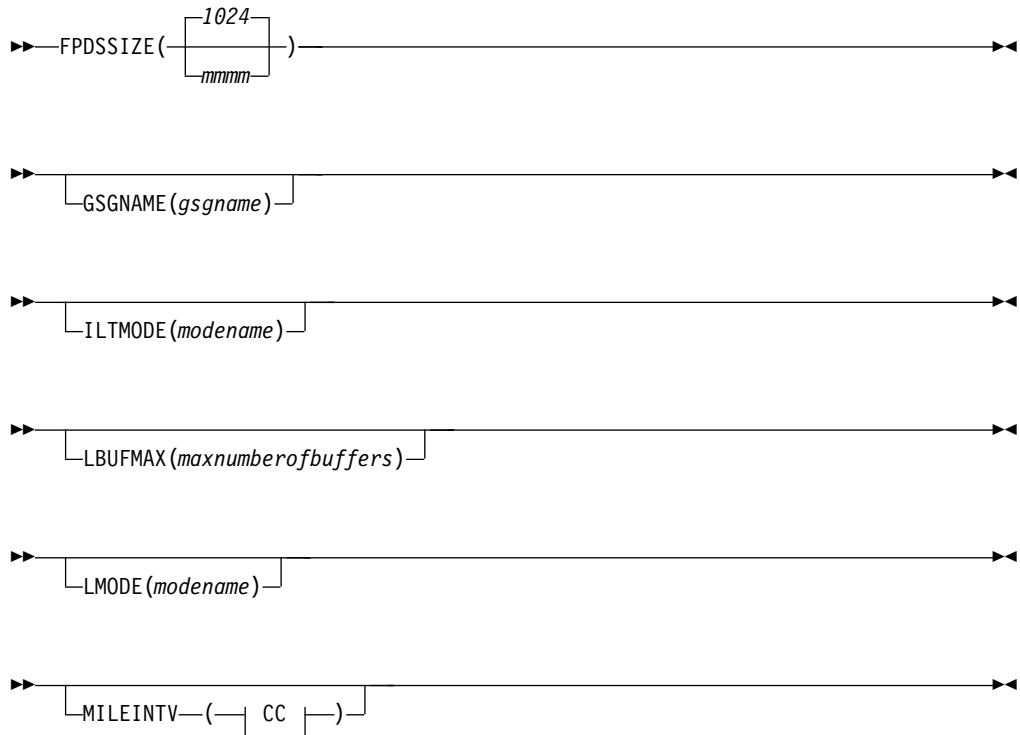 1024
FPDSSIZE( )
mmmm
GSGNAME(gsgname)
ILTMODE(modename)
LBUFMAX(maxnumberofbuffers)
LMODE(modename)
MILEINTV ( CC )